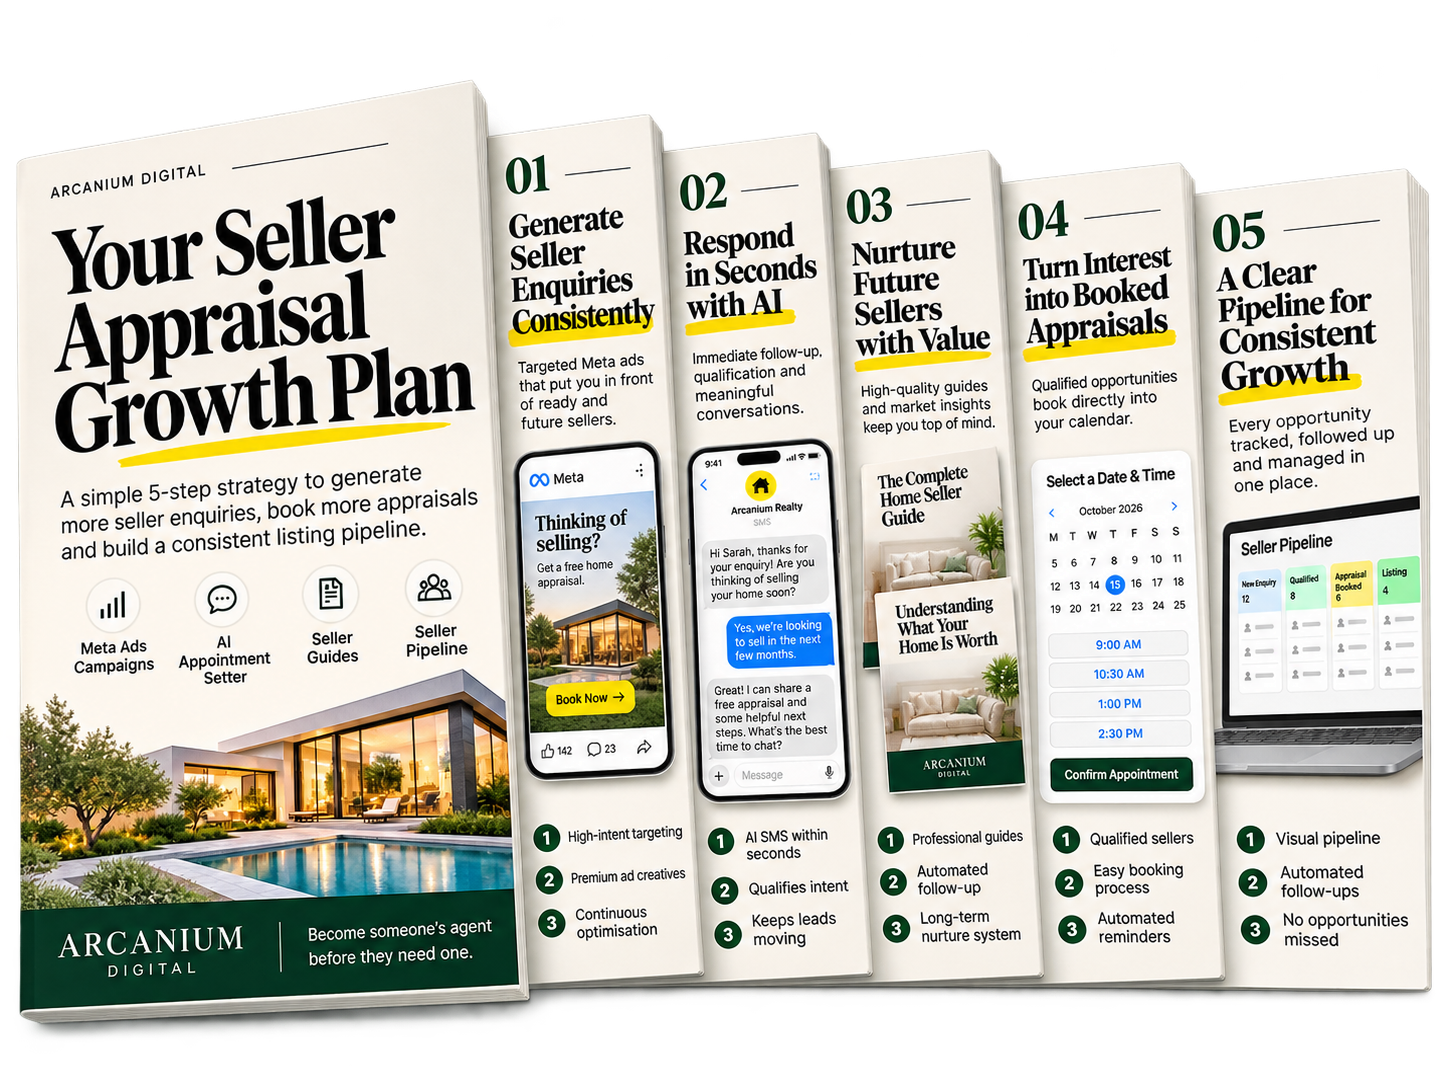 ARCANIUM DIGITAL
Your Seller
Appraisal
Growth Plan
A simple 5-step strategy to generate
more seller enquiries, book more appraisals
and build a consistent listing pipeline.
Meta Ads
Campaigns
AI
Appointment
Setter
Seller
Guides
Seller
Pipeline
ARCANIUM
DIGITAL
Become someone's agent
before they need one.
01
Generate
Seller
Enquiries
Consistently
Targeted Meta ads
that put you in front
of ready and
future sellers.
Meta
Thinking of
selling?
Get a free home
appraisal.
Book Now →
142
23
1 High-intent targeting
2 Premium ad creatives
3 Continuous
optimisation
02
Respond
in Seconds
with AI
Immediate follow-up,
qualification and
meaningful
conversations.
9:41
Arcanium Realty
SMS
Hi Sarah, thanks for
your enquiry! Are you
thinking of selling
your home soon?
Yes, we're looking
to sell in the next
few months.
Great! I can share a
free appraisal and
some helpful next
steps. What's the best
time to chat?
Message
1 AI SMS within
seconds
2 Qualifies intent
3 Keeps leads
moving
03
Nurture
Future
Sellers
with Value
High-quality guides
and market insights
keep you top of mind.
The Complete
Home Seller
Guide
Understanding
What Your
Home Is Worth
ARCANIUM
DIGITAL
1 Professional guides
2 Automated
follow-up
3 Long-term
nurture system
04
Turn Interest
into Booked
Appraisals
Qualified opportunities
book directly into
your calendar.
Select a Date & Time
October 2026
M T W T F S S
5 6 7 8 9 10 11
12 13 14 15 16 17 18
19 20 21 22 23 24 25
9:00 AM
10:30 AM
1:00 PM
2:30 PM
Confirm Appointment
1 Qualified sellers
2 Easy booking
process
3 Automated
reminders
05
A Clear
Pipeline for
Consistent
Growth
Every opportunity
tracked, followed up
and managed in
one place.
Seller Pipeline
New Enquiry
12
Qualified
8
Appraisal
Booked
6
Listing
4
1 Visual pipeline
2 Automated
follow-ups
3 No opportunities
missed